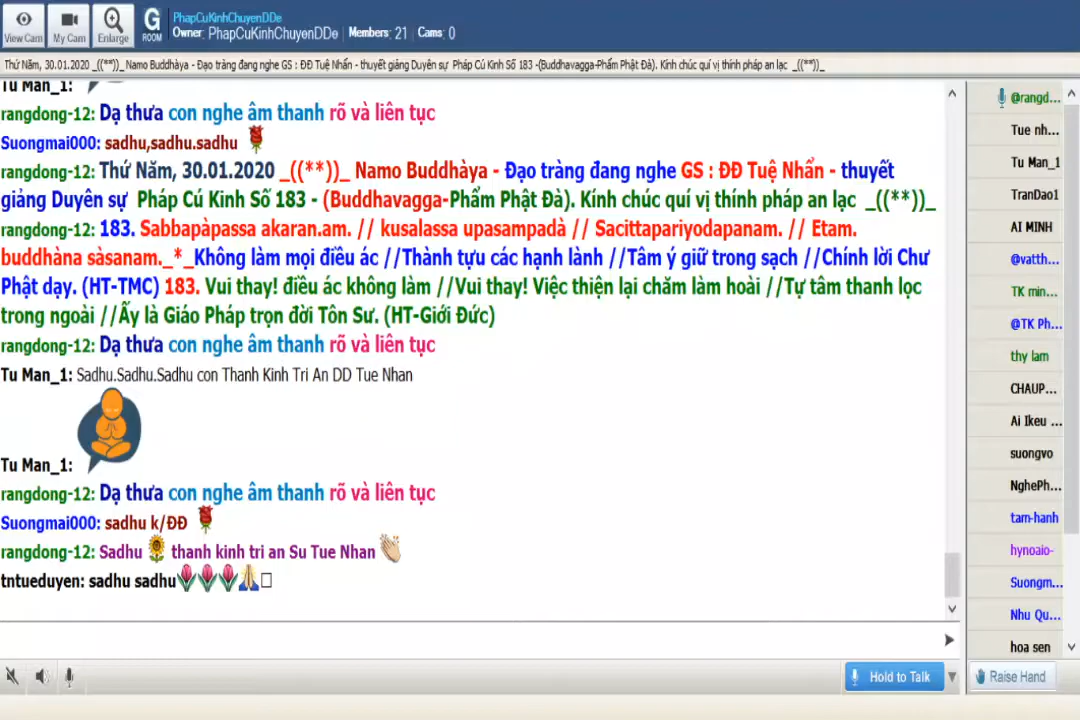 View Cam
My Cam
Enlarge
G
ROOM
PhapCuKinhChuyenDDe
Owner: PhapCuKinhChuyenDDe Members: 21 Cams: 0
Thứ Năm, 30.01.2020 _((**))_ Namo Buddhàya - Đạo tràng đang nghe GS : ĐĐ Tuệ Nhẩn - thuyết giảng Duyên sự Pháp Cú Kinh Số 183 -(Buddhavagga-Phẩm Phật Đà). Kính chúc quí vị thính pháp an lạc _((**))_
Tu Man_1:
rangdong-12: Dạ thưa con nghe âm thanh rõ và liên tục
Suongmai000: sadhu,sadhu.sadhu
rangdong-12: Thứ Năm, 30.01.2020 _((**))_ Namo Buddhàya - Đạo tràng đang nghe GS : ĐĐ Tuệ Nhẩn - thuyết
giảng Duyên sự Pháp Cú Kinh Số 183 - (Buddhavagga-Phẩm Phật Đà). Kính chúc quí vị thính pháp an lạc _((**))_
rangdong-12: 183. Sabbapàpassa akaran.am. // kusalassa upasampadà // Sacittapariyodapanam. // Etam.
buddhàna sàsanam._*_Không làm mọi điều ác //Thành tựu các hạnh lành //Tâm ý giữ trong sạch //Chính lời Chư
Phật dạy. (HT-TMC) 183. Vui thay! điều ác không làm //Vui thay! Việc thiện lại chăm làm hoài //Tự tâm thanh lọc
trong ngoài //Ấy là Giáo Pháp trọn đời Tôn Sư. (HT-Giới Đức)
rangdong-12: Dạ thưa con nghe âm thanh rõ và liên tục
Tu Man_1: Sadhu.Sadhu.Sadhu con Thanh Kinh Tri An DD Tue Nhan
Tu Man_1:
rangdong-12: Dạ thưa con nghe âm thanh rõ và liên tục
Suongmai000: sadhu k/ĐĐ
rangdong-12: Sadhu thanh kinh tri an Su Tue Nhan
tntueduyen: sadhu sadhu
@rangd...
Tue nh...
Tu Man_1
TranDao1
AI MINH
@vatth...
TK min...
@TK Ph...
thy lam
CHAUP...
Ai Ikeu ...
suongvo
NghePh...
tam-hanh
hynoaio-
Suongm...
Nhu Qu...
hoa sen
Hold to Talk
Raise Hand